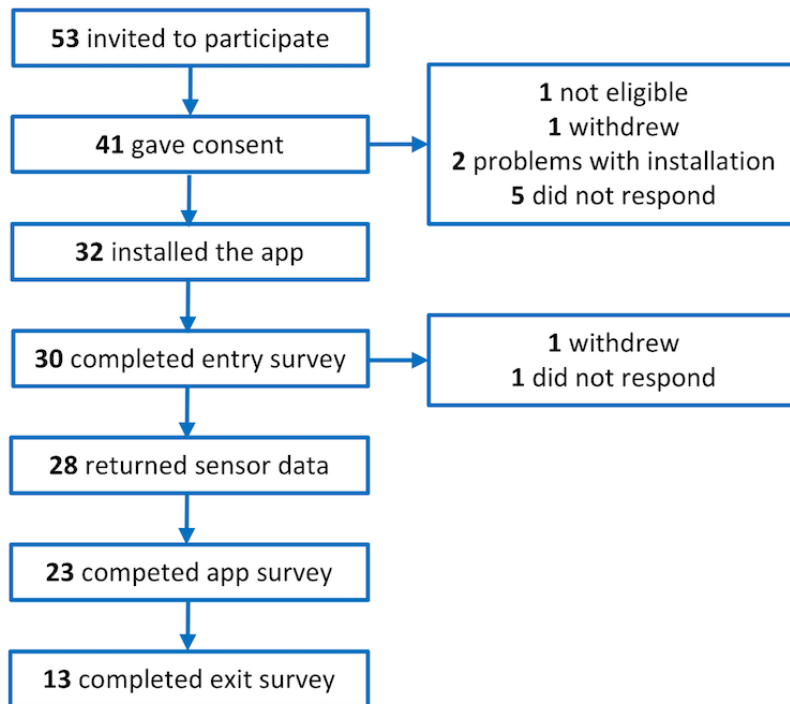 53 invited to participate
41 gave consent
1 not eligible
1 withdrew
2 problems with installation
5 did not respond
32 installed the app
30 completed entry survey
1 withdrew
1 did not respond
28 returned sensor data
23 competed app survey
13 completed exit survey